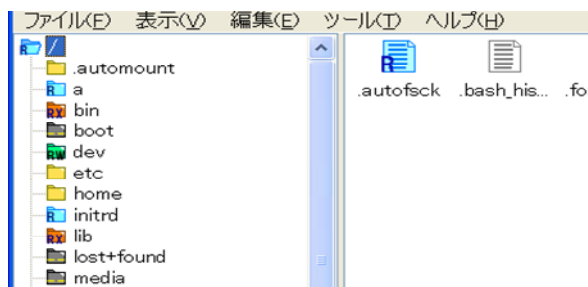 ファイル(F) 表示(V) 編集(E) ツール(T) ヘルプ(H)
/
.automount
a
bin
boot
dev
etc
home
initrd
lib
lost+found
media
.autofsck .bash_his... .fo